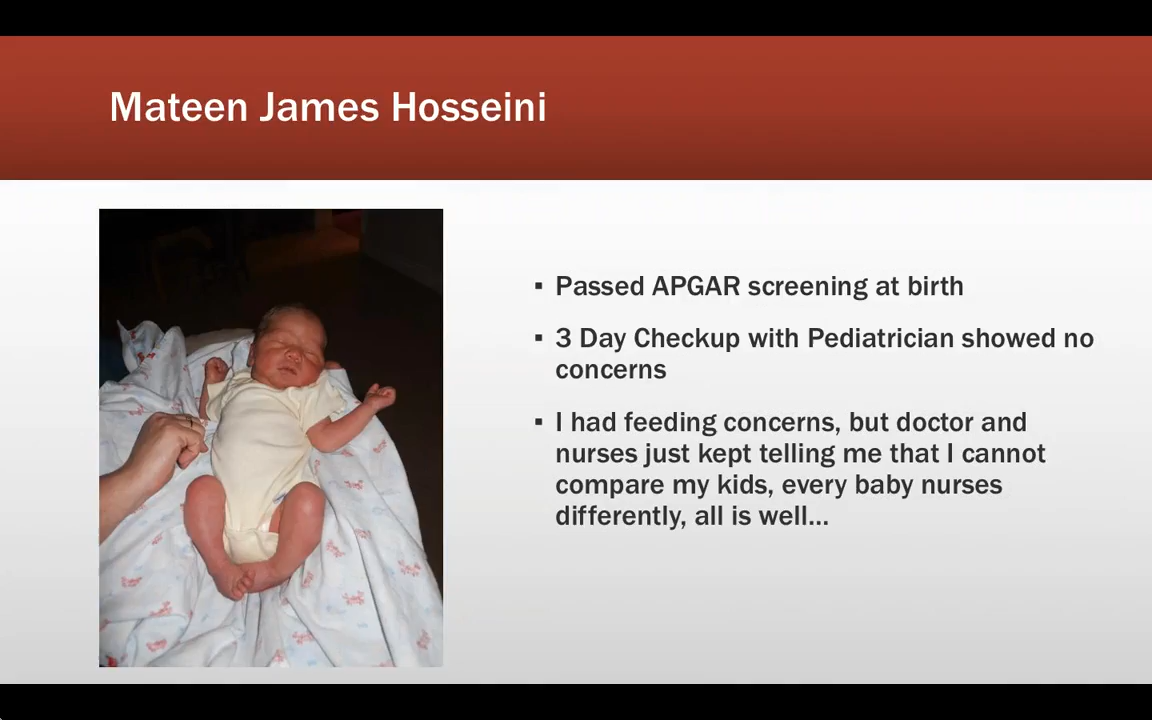 Mateen James Hosseini
▪ Passed APGAR screening at birth
▪ 3 Day Checkup with Pediatrician showed no
concerns
▪ I had feeding concerns, but doctor and
nurses just kept telling me that I cannot
compare my kids, every baby nurses
differently, all is well...